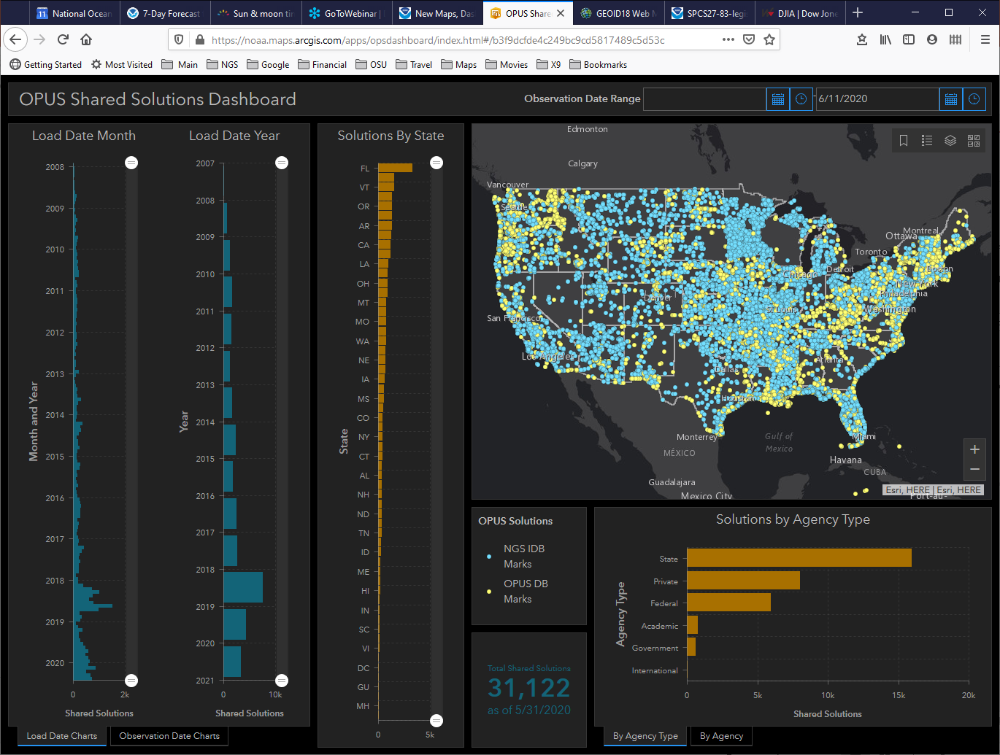 National Ocean
7-Day Forecast
Sun & moon tir
GoToWebinar |
New Maps, Das
OPUS Share
GEOID18 Web M
SPCS27-83-legi
DJIA | Dow Jone
https://noaa.maps.arcgis.com/apps/opsdashboard/index.html#/b3f9dcfde4c249bc9cd5817489c5d53c
Getting Started
Most Visited
Main
NGS
Google
Financial
OSU
Travel
Maps
Movies
X9
Bookmarks
OPUS Shared Solutions Dashboard
Observation Date Range
-
6/11/2020
Load Date Month
2008
2009
2010
2011
2012
2013
2014
2015
2016
2017
2018
2019
2020
Month and Year
0
2k
Shared Solutions
Load Date Year
2007
2008
2009
2010
2011
2012
2013
2014
2015
2016
2017
2018
2019
2020
2021
Year
0
10k
Shared Solutions
Load Date Charts
Observation Date Charts
Solutions By State
FL
VT
OR
AR
CA
LA
OH
MT
MO
WA
NE
IA
MS
CO
NY
CT
AL
NH
ND
TN
ID
ME
HI
IN
SC
VI
DC
GU
MH
State
0
5k
Edmonton
Calgary
Vancouver
Seattle
Montreal
Ottawa
Toronto
Boston
Detroit
Chicago
New York
Philadelphia
Denver
St Louis
Washington
San Francisco
Los Angeles
Atlanta
Dallas
Houston
Monterrey
Gulf of
Mexico
Miami
MÉXICO
Havana
CUBA
Guadalajara
Mexico City
Port-au-
Esri, HERE | Esri, HERE
OPUS Solutions
NGS IDB
Marks
OPUS DB
Marks
Total Shared Solutions
31,122
as of 5/31/2020
Solutions by Agency Type
State
Private
Federal
Academic
Government
International
Agency Type
0
5k
10k
15k
20k
Shared Solutions
By Agency Type
By Agency